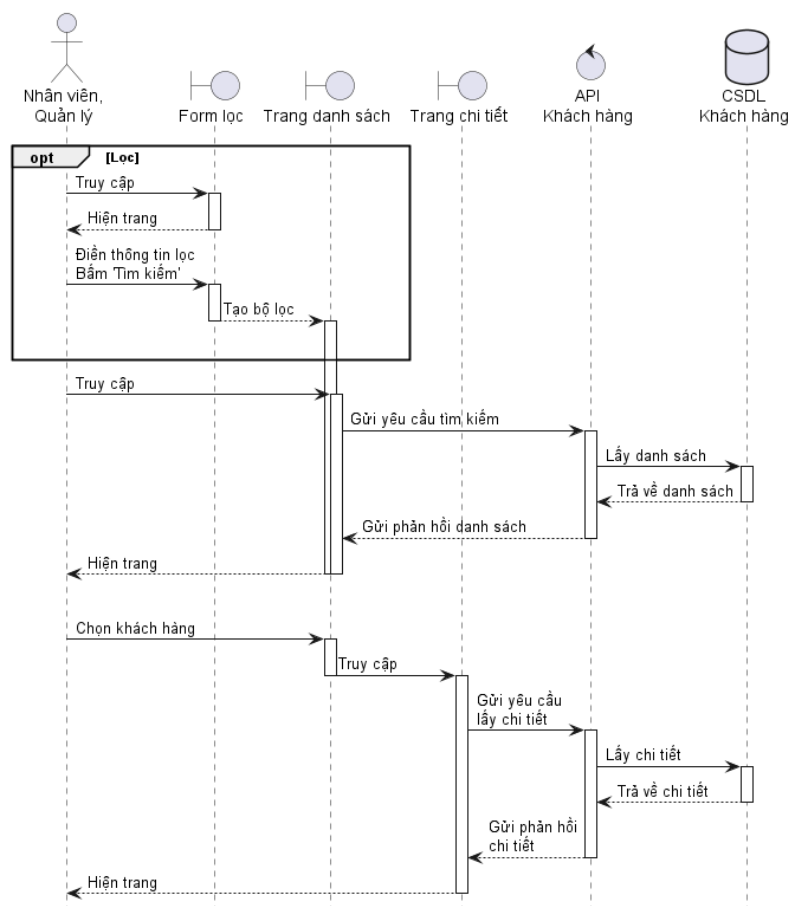 Nhân viên,
Quản lý
Form lọc
Trang danh sách
Trang chi tiết
API
Khách hàng
CSDL
Khách hàng
opt
[Lọc]
Truy cập
Hiện trang
Điền thông tin lọc
Bấm 'Tìm kiếm'
Tạo bộ lọc
Truy cập
Gửi yêu cầu tìm kiếm
Lấy danh sách
Trả về danh sách
Gửi phản hồi danh sách
Hiện trang
Chọn khách hàng
Truy cập
Gửi yêu cầu
lấy chi tiết
Lấy chi tiết
Trả về chi tiết
Gửi phản hồi
chi tiết
Hiện trang